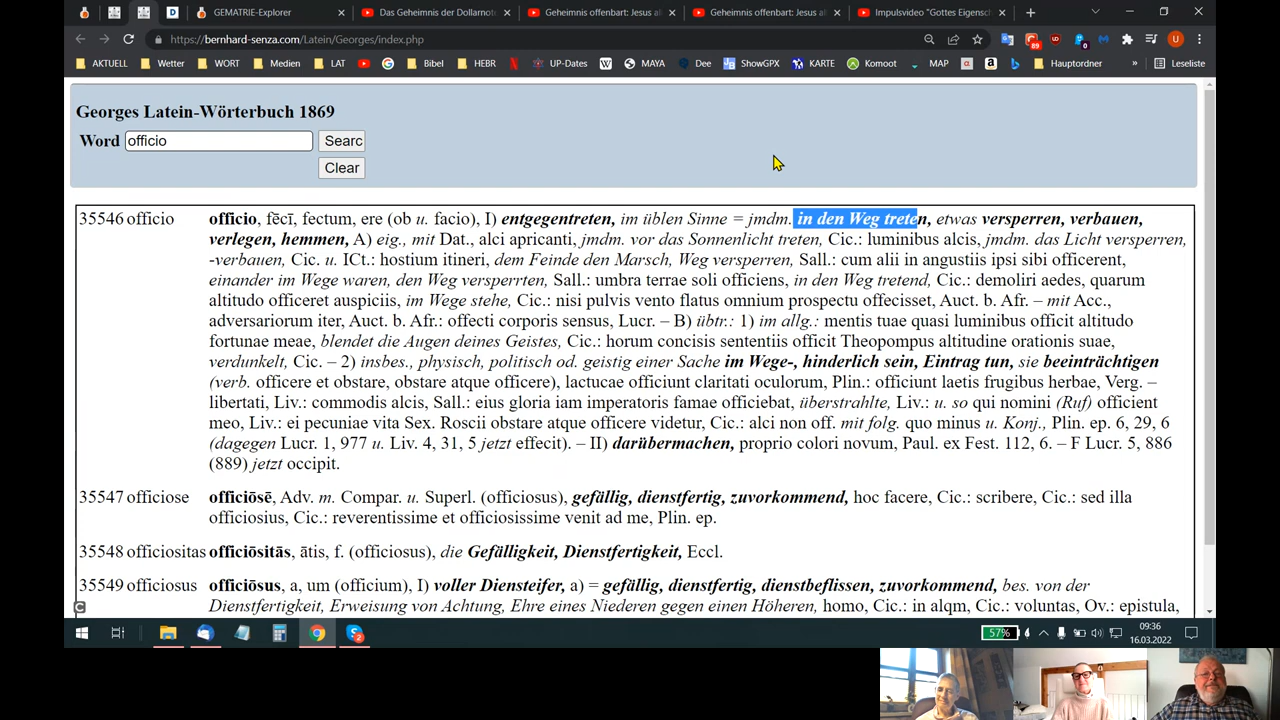 GEMATRIE-Explorer
Das Geheimnis der Dollarnot
Geheimnis offenbart: Jesus al
Geheimnis offenbart: Jesus al
Impulsvideo "Gottes Eigensch
https://bernhard-senza.com/Latein/Georges/index.php
AKTUELL Wetter WORT Medien LAT Bibel HEBR UP-Dates MAYA Dee ShowGPX KARTE Komoot MAP Hauptordner » Leseliste
Georges Latein-Wörterbuch 1869
Word officio Searc
Clear
35546 officio officio, fēcī, fectum, ere (ob u. facio), I) entgegentreten, im üblen Sinne = jmdm. in den Weg treten, etwas versperren, verbauen,
verlegen, hemmen, A) eig., mit Dat., alci apricanti, jmdm. vor das Sonnenlicht treten, Cic.: luminibus alcis, jmdm. das Licht versperren,
-verbauen, Cic. u. ICt.: hostium itineri, dem Feinde den Marsch, Weg versperren, Sall.: cum alii in angustiis ipsi sibi officerent,
einander im Wege waren, den Weg versperrten, Sall.: umbra terrae soli officiens, in den Weg tretend, Cic.: demoliri aedes, quarum
altitudo officeret auspiciis, im Wege stehe, Cic.: nisi pulvis vento flatus omnium prospectu offecisset, Auct. b. Afr. – mit Acc.,
adversariorum iter, Auct. b. Afr.: offecti corporis sensus, Lucr. – B) übtr.: 1) im allg.: mentis tuae quasi luminibus officit altitudo
fortunae meae, blendet die Augen deines Geistes, Cic.: horum concisis sententiis officit Theopompus altitudine orationis suae,
verdunkelt, Cic. – 2) insbes., physisch, politisch od. geistig einer Sache im Wege-, hinderlich sein, Eintrag tun, sie beeinträchtigen
(verb. officere et obstare, obstare atque officere), lactucae officiunt claritati oculorum, Plin.: officiunt laetis frugibus herbae, Verg. –
libertati, Liv.: commodis alcis, Sall.: eius gloria iam imperatoris famae officiebat, überstrahlte, Liv.: u. so qui nomini (Ruf) officient
meo, Liv.: ei pecuniae vita Sex. Roscii obstare atque officere videtur, Cic.: alci non off. mit folg. quo minus u. Konj., Plin. ep. 6, 29, 6
(dagegen Lucr. 1, 977 u. Liv. 4, 31, 5 jetzt effecit). – II) darübermachen, proprio colori novum, Paul. ex Fest. 112, 6. – F Lucr. 5, 886
(889) jetzt occipit.
35547 officiose officiōsē, Adv. m. Compar. u. Superl. (officiosus), gefällig, dienstfertig, zuvorkommend, hoc facere, Cic.: scribere, Cic.: sed illa
officiosius, Cic.: reverentissime et officiosissime venit ad me, Plin. ep.
35548 officiositas officiōsitās, ātis, f. (officiosus), die Gefälligkeit, Dienstfertigkeit, Eccl.
35549 officiosus officiōsus, a, um (officium), I) voller Diensteifer, a) = gefällig, dienstfertig, dienstbeflissen, zuvorkommend, bes. von der
Dienstfertigkeit, Erweisung von Achtung, Ehre eines Niederen gegen einen Höheren, homo, Cic.: in alqm, Cic.: voluntas, Ov.: epistula,
57%
09:36
16.03.2022